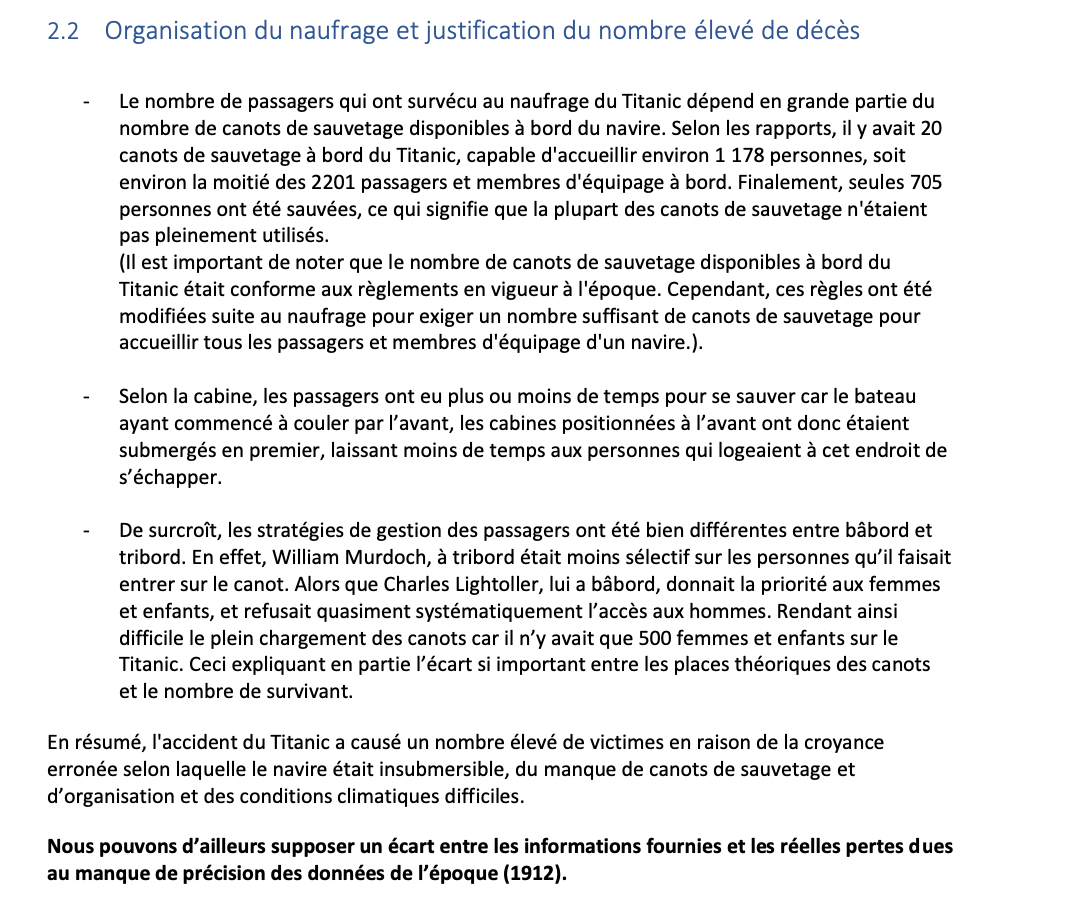 2.2 Organisation du naufrage et justification du nombre élevé de décès
- Le nombre de passagers qui ont survécu au naufrage du Titanic dépend en grande partie du
nombre de canots de sauvetage disponibles à bord du navire. Selon les rapports, il y avait 20
canots de sauvetage à bord du Titanic, capable d'accueillir environ 1 178 personnes, soit
environ la moitié des 2201 passagers et membres d'équipage à bord. Finalement, seules 705
personnes ont été sauvées, ce qui signifie que la plupart des canots de sauvetage n'étaient
pas pleinement utilisés.
(Il est important de noter que le nombre de canots de sauvetage disponibles à bord du
Titanic était conforme aux règlements en vigueur à l'époque. Cependant, ces règles ont été
modifiées suite au naufrage pour exiger un nombre suffisant de canots de sauvetage pour
accueillir tous les passagers et membres d'équipage d'un navire.).
- Selon la cabine, les passagers ont eu plus ou moins de temps pour se sauver car le bateau
ayant commencé à couler par l’avant, les cabines positionnées à l’avant ont donc étaient
submergés en premier, laissant moins de temps aux personnes qui logeaient à cet endroit de
s’échapper.
- De surcroît, les stratégies de gestion des passagers ont été bien différentes entre bâbord et
tribord. En effet, William Murdoch, à tribord était moins sélectif sur les personnes qu’il faisait
entrer sur le canot. Alors que Charles Lightoller, lui a bâbord, donnait la priorité aux femmes
et enfants, et refusait quasiment systématiquement l’accès aux hommes. Rendant ainsi
difficile le plein chargement des canots car il n’y avait que 500 femmes et enfants sur le
Titanic. Ceci expliquant en partie l’écart si important entre les places théoriques des canots
et le nombre de survivant.
En résumé, l'accident du Titanic a causé un nombre élevé de victimes en raison de la croyance
erronée selon laquelle le navire était insubmersible, du manque de canots de sauvetage et
d’organisation et des conditions climatiques difficiles.
Nous pouvons d’ailleurs supposer un écart entre les informations fournies et les réelles pertes dues
au manque de précision des données de l’époque (1912).